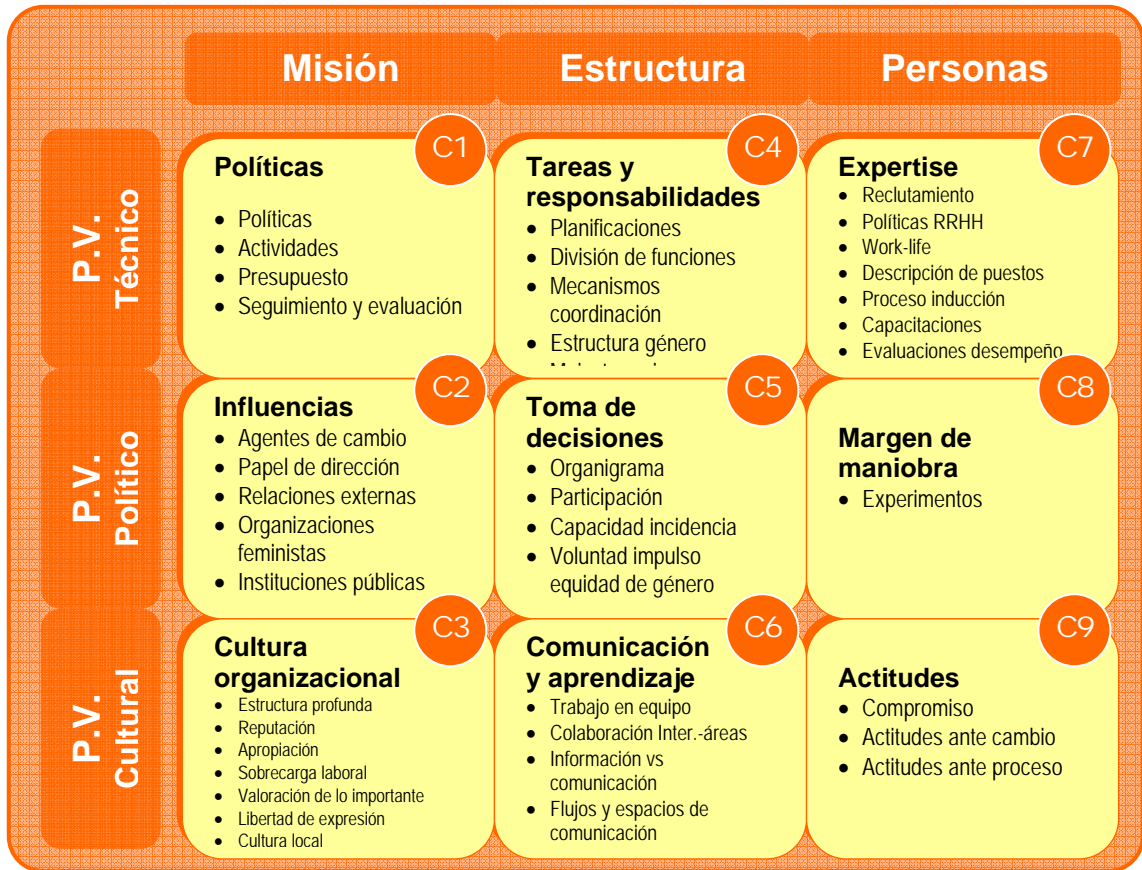 Misión
Estructura
Personas
P.V.
Técnico
C1
Políticas
• Políticas
• Actividades
• Presupuesto
• Seguimiento y evaluación
C4
Tareas y
responsabilidades
• Planificaciones
• División de funciones
• Mecanismos
coordinación
• Estructura género
C7
Expertise
• Reclutamiento
• Políticas RRHH
• Work-life
• Descripción de puestos
• Proceso inducción
• Capacitaciones
• Evaluaciones desempeño
P.V.
Político
C2
Influencias
• Agentes de cambio
• Papel de dirección
• Relaciones externas
• Organizaciones
feministas
• Instituciones públicas
C5
Toma de
decisiones
• Organigrama
• Participación
• Capacidad incidencia
• Voluntad impulso
equidad de género
C8
Margen de
maniobra
• Experimentos
P.V.
Cultural
C3
Cultura
organizacional
• Estructura profunda
• Reputación
• Apropiación
• Sobrecarga laboral
• Valoración de lo importante
• Libertad de expresión
• Cultura local
C6
Comunicación
y aprendizaje
• Trabajo en equipo
• Colaboración Inter.-áreas
• Información vs
comunicación
• Flujos y espacios de
comunicación
C9
Actitudes
• Compromiso
• Actitudes ante cambio
• Actitudes ante proceso